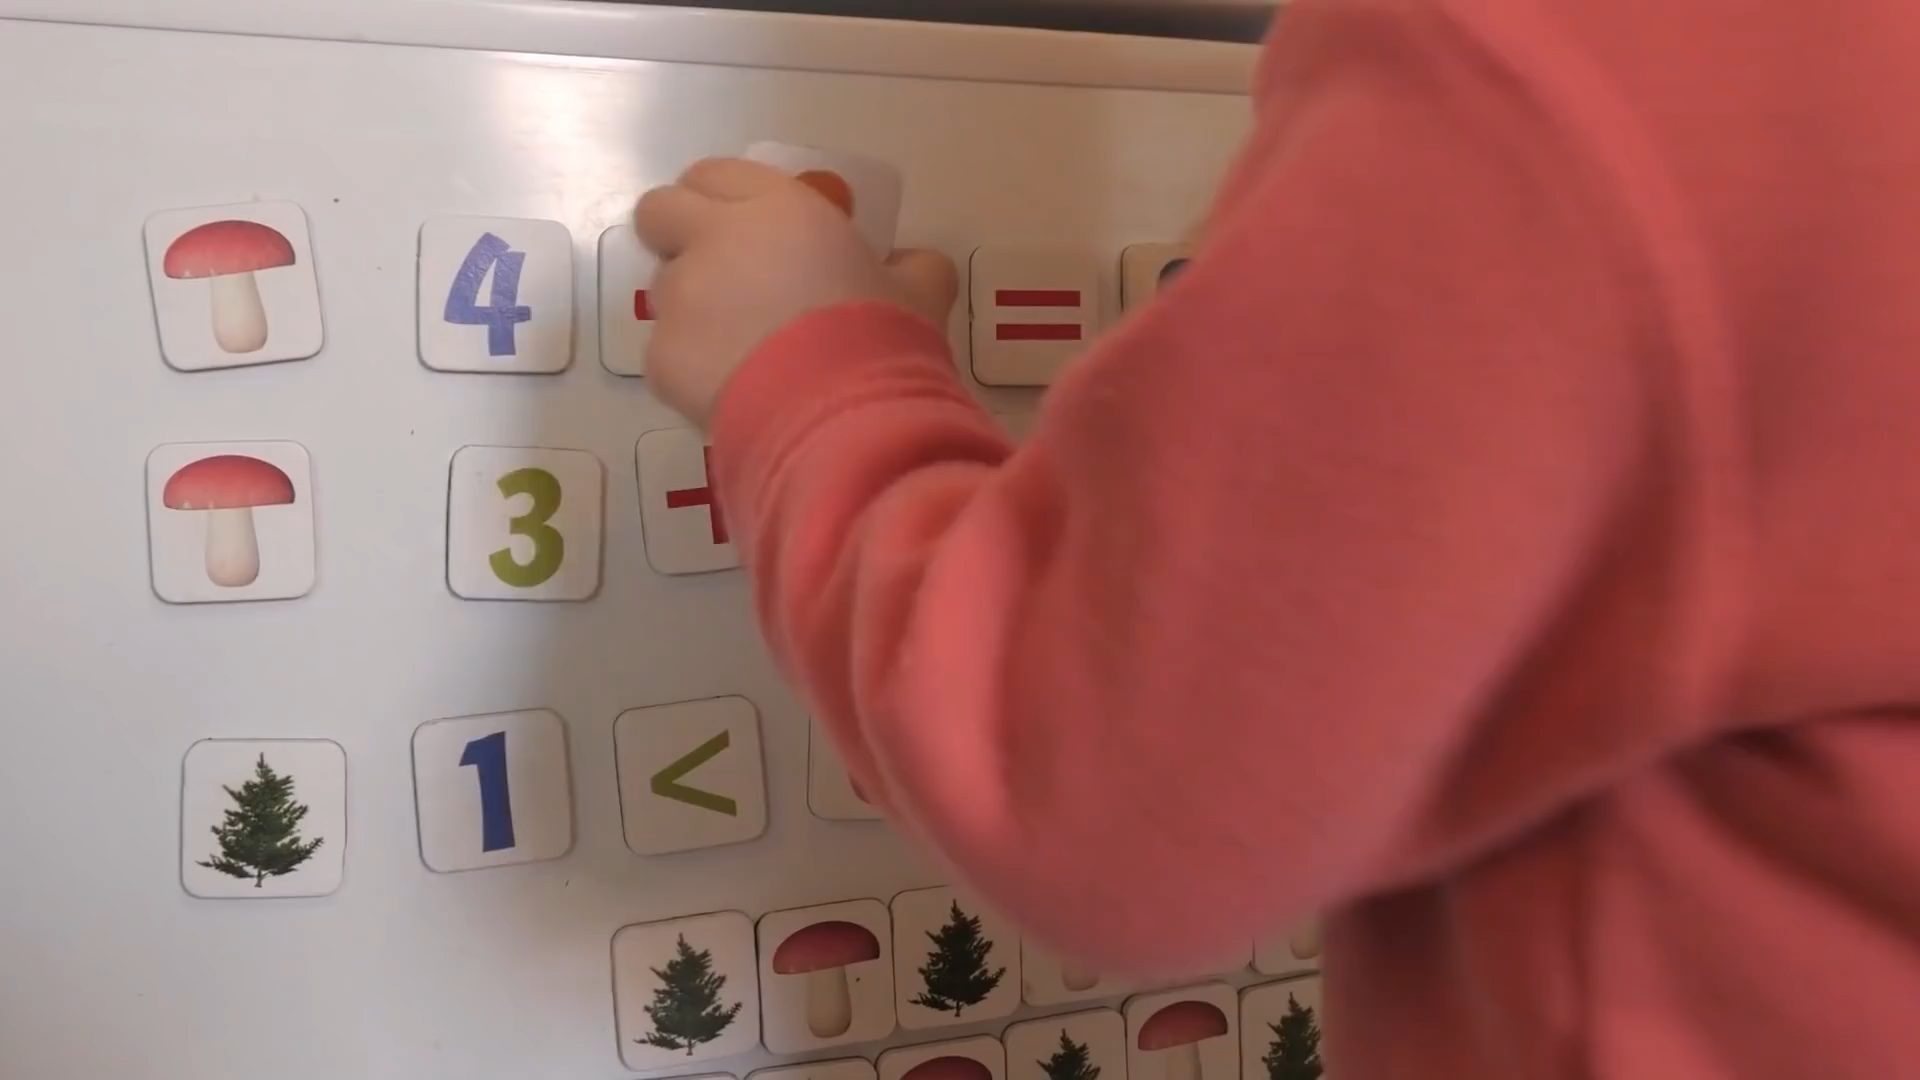 4 - =
3 +
1 <